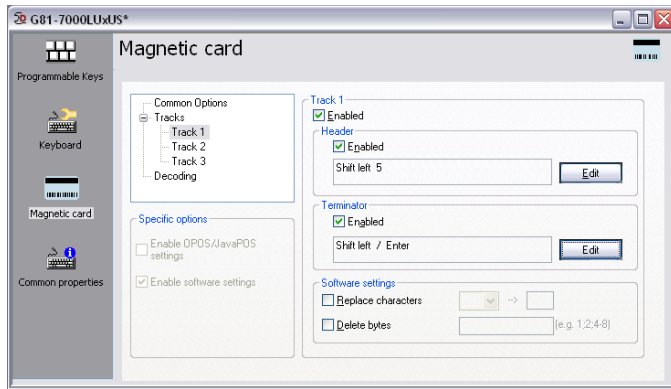 G81-7000LUxUS*
Magnetic card
Programmable Keys
Keyboard
Magnetic card
Common properties
Common Options
Tracks
Track 1
Track 2
Track 3
Decoding
Specific options
Enable OPOS/JavaPOS
settings
Enable software settings
Track 1
Enabled
Header
Enabled
Shift left 5
Edit
Terminator
Enabled
Shift left / Enter
Edit
Software settings
Replace characters
-->
Delete bytes
(e.g. 1;2;4-8)